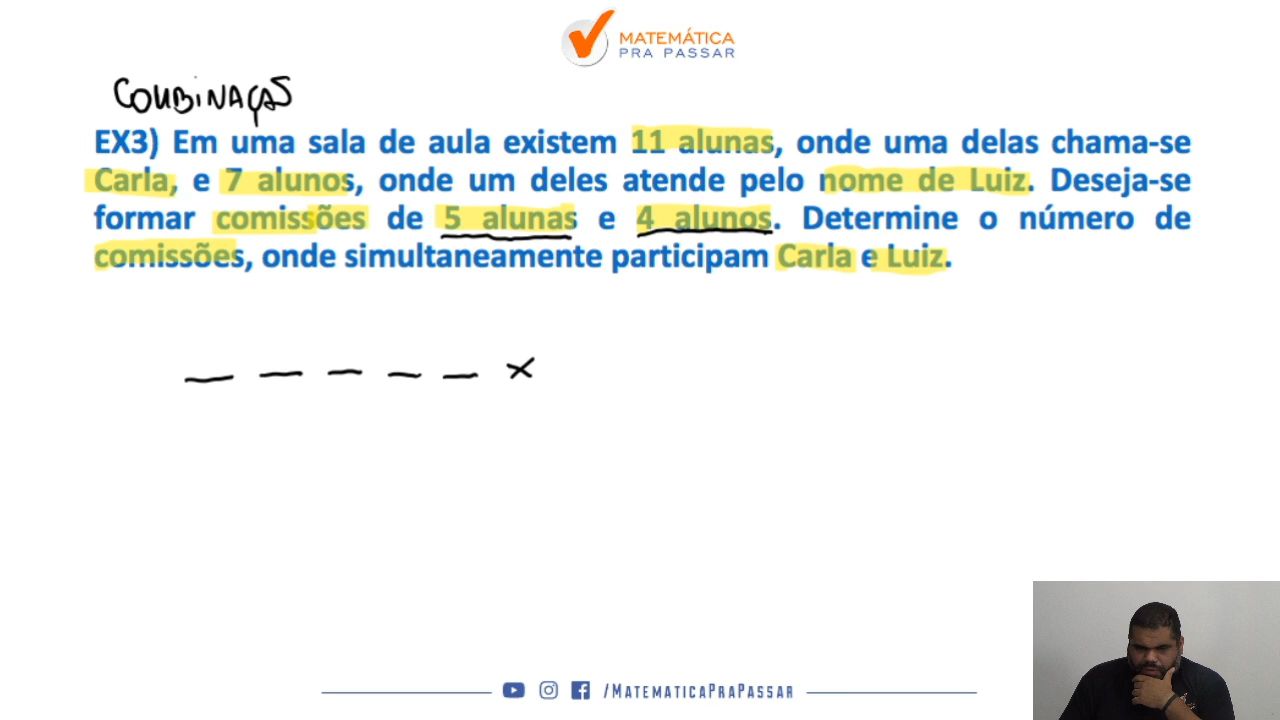 MATEMÁTICA
PRA PASSAR
COMBINAÇÃS
EX3) Em uma sala de aula existem 11 alunas, onde uma delas chama-se
Carla, e 7 alunos, onde um deles atende pelo nome de Luiz. Deseja-se
formar comissões de 5 alunas e 4 alunos. Determine o número de
comissões, onde simultaneamente participam Carla e Luiz.
_ _ _ _ _ ×
/MATEMATICAPRAPASSAR